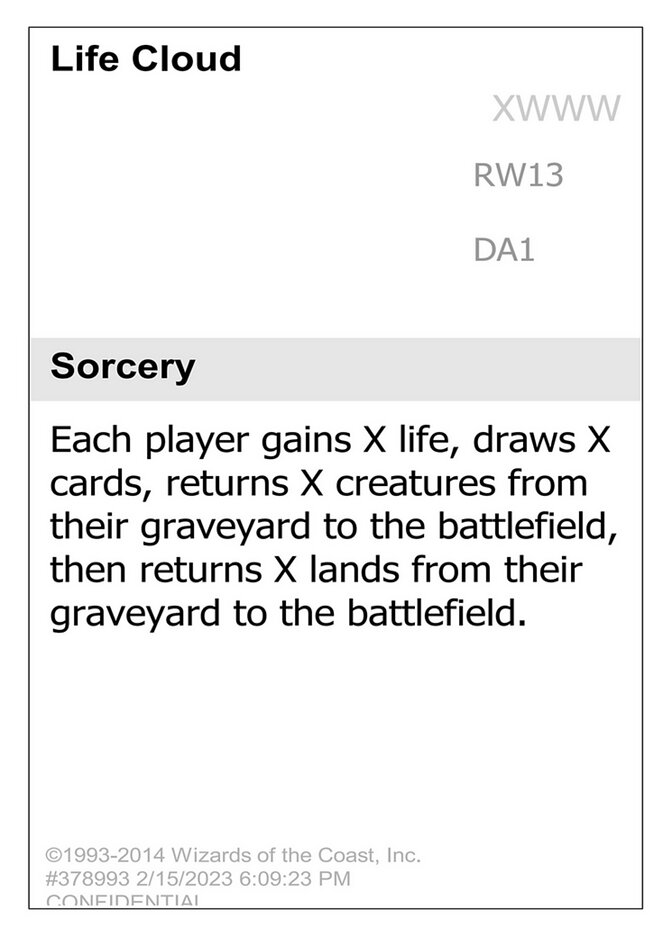 Life Cloud
XWWW
RW13
DA1
Sorcery
Each player gains X life, draws X
cards, returns X creatures from
their graveyard to the battlefield,
then returns X lands from their
graveyard to the battlefield.
©1993-2014 Wizards of the Coast, Inc.
#378993 2/15/2023 6:09:23 PM
CONFIDENTIAL